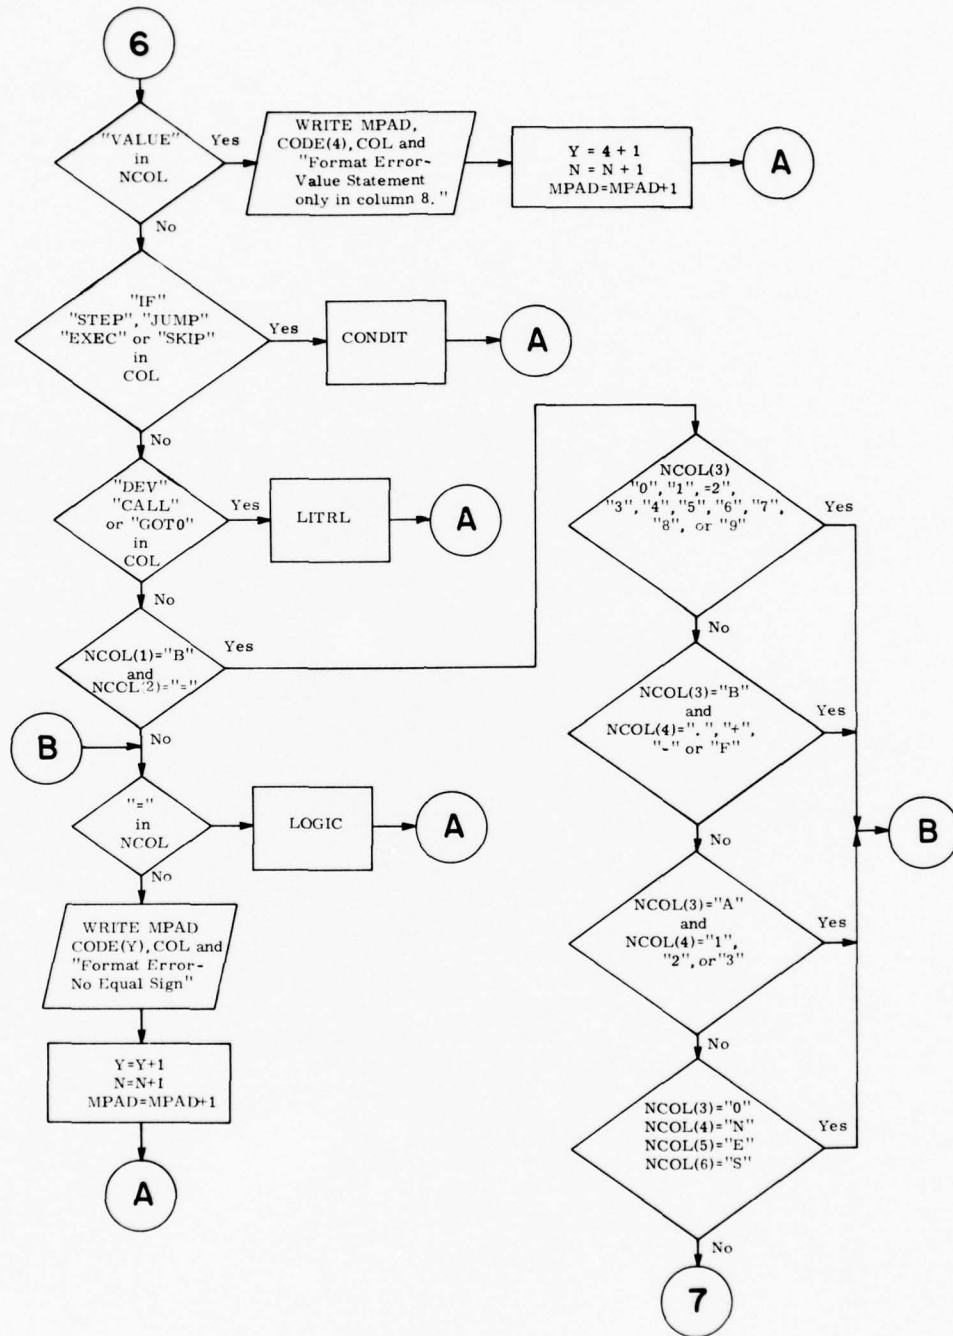 6
"VALUE"
in
NCOL
Yes
WRITE MPAD,
CODE(4), COL and
"Format Error-
Value Statement
only in column 8."
Y = 4 + 1
N = N + 1
MPAD=MPAD+1
A
No
"IF"
"STEP", "JUMP"
"EXEC" or "SKIP"
in
COL
Yes
CONDIT
A
No
"DEV"
"CALL"
or "GOT0"
in
COL
Yes
LITRL
A
No
NCOL(1)="B"
and
NCOL(2)="="
Yes
No
B
"="
in
NCOL
LOGIC
A
No
WRITE MPAD
CODE(Y), COL and
"Format Error-
No Equal Sign"
Y=Y+1
N=N+1
MPAD=MPAD+1
A
NCOL(3)
"0", "1", =2",
"3", "4", "5", "6", "7",
"8", or "9"
Yes
No
NCOL(3)="B"
and
NCOL(4)=".", "+",
"-" or "F"
Yes
B
No
NCOL(3)="A"
and
NCOL(4)="1",
"2", or "3"
Yes
No
NCOL(3)="0"
NCOL(4)="N"
NCOL(5)="E"
NCOL(6)="S"
Yes
No
7